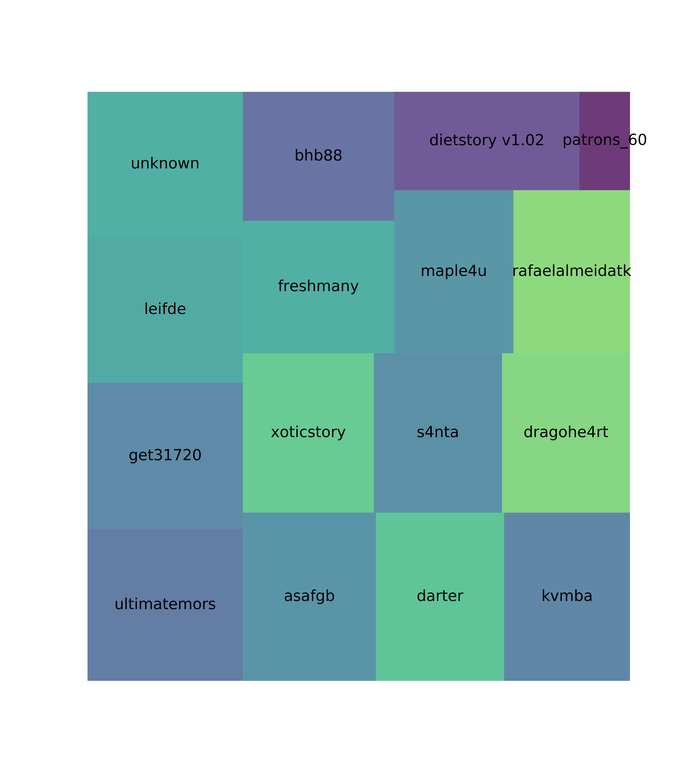 unknown
bhb88
dietstory v1.02
patrons_60
leifde
freshmany
maple4u
rafaelalmeidatk
get31720
xoticstory
s4nta
dragohe4rt
ultimatemors
asafgb
darter
kvmba